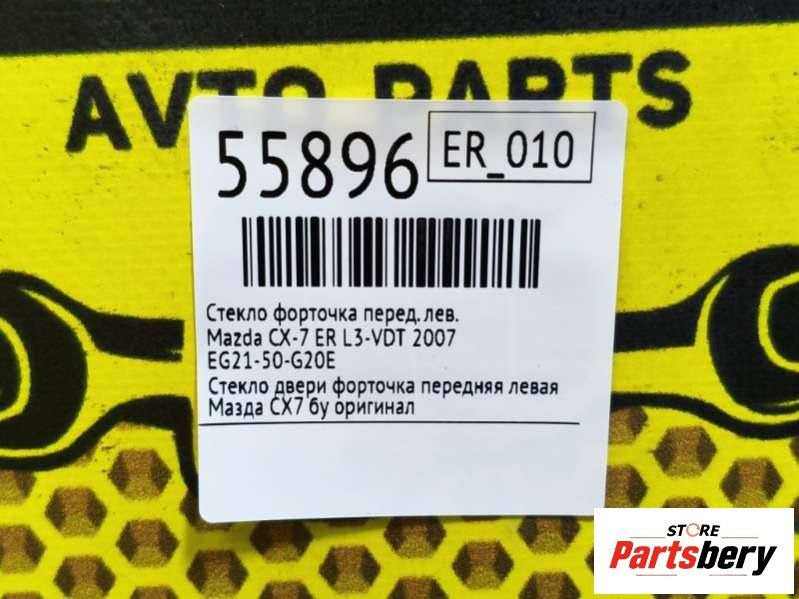 AVTO PARTS
55896
ER_010
Стекло форточка перед. лев.
Mazda CX-7 ER L3-VDT 2007
EG21-50-G20E
Стекло двери форточка передняя левая
Мазда СХ7 бу оригинал
STORE
Partsbery